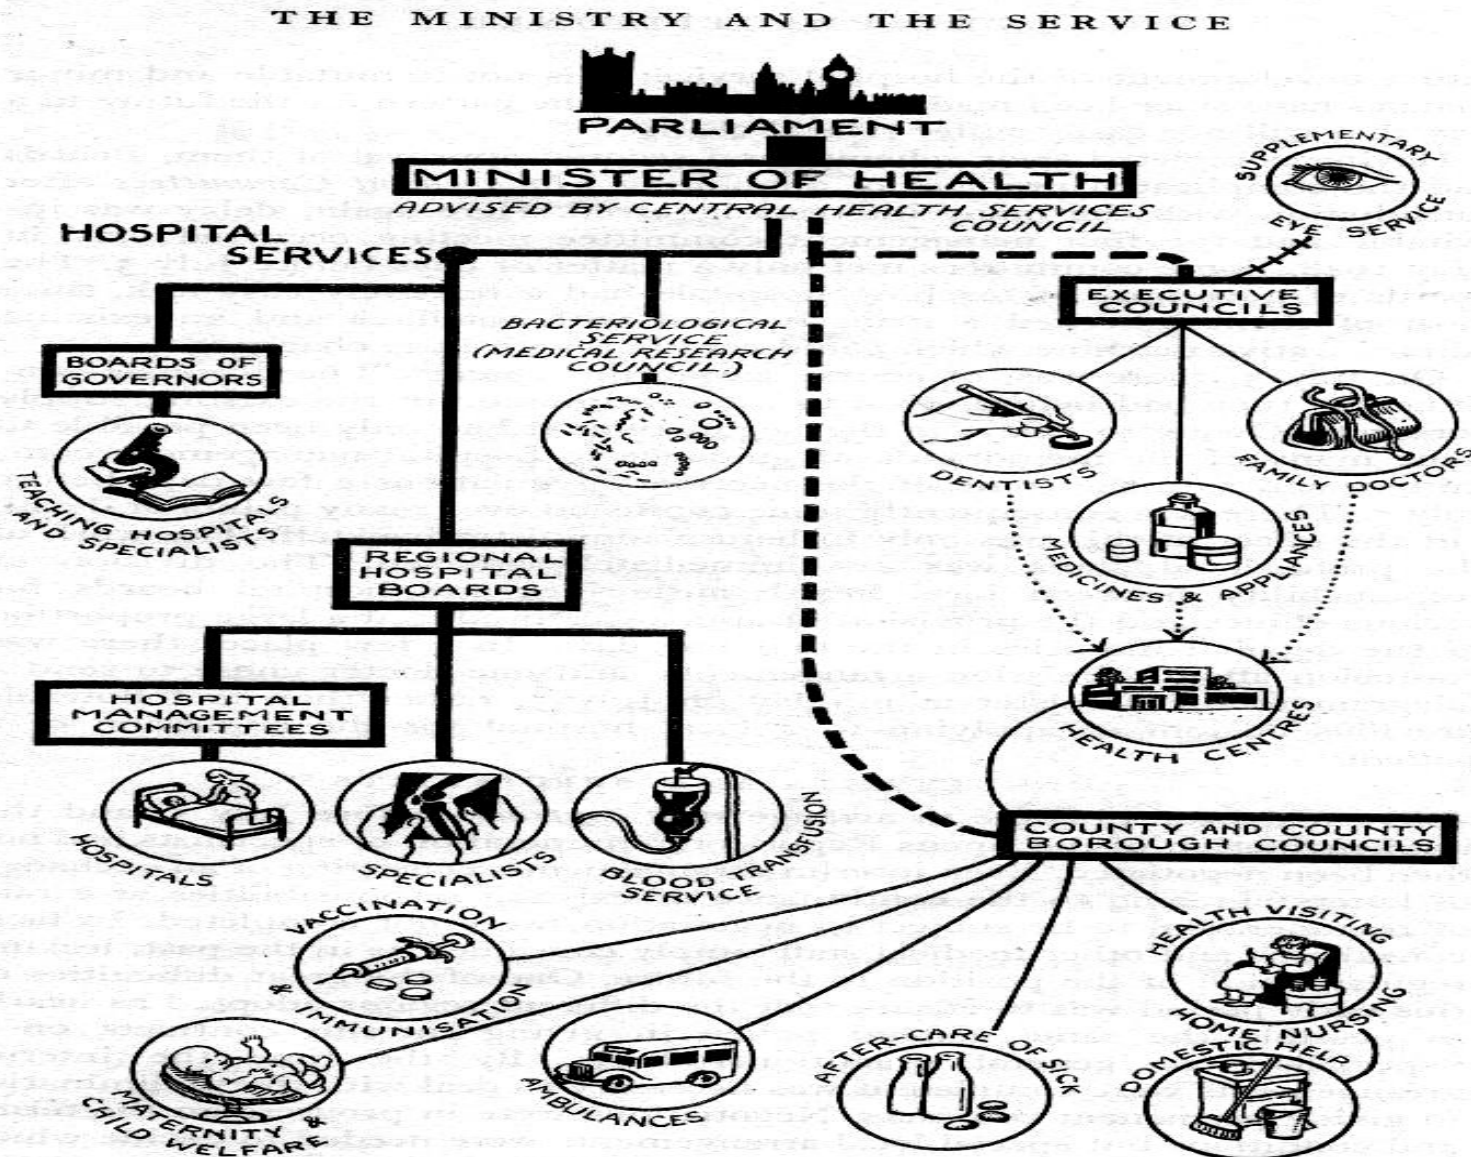 THE MINISTRY AND THE SERVICE
PARLIAMENT
MINISTER OF HEALTH
ADVISED BY CENTRAL HEALTH SERVICES
COUNCIL
SUPPLEMENTARY
EYE SERVICE
HOSPITAL
SERVICES
EXECUTIVE
COUNCILS
BACTERIOLOGICAL
SERVICE
(MEDICAL RESEARCH
COUNCIL)
BOARDS OF
GOVERNORS
TEACHING HOSPITALS
AND SPECIALISTS
DENTISTS
FAMILY DOCTORS
MEDICINES & APPLIANCES
REGIONAL
HOSPITAL
BOARDS
HEALTH CENTRES
HOSPITAL
MANAGEMENT
COMMITTEES
HOSPITALS
SPECIALISTS
BLOOD TRANSFUSION
SERVICE
COUNTY AND COUNTY
BOROUGH COUNCILS
VACCINATION
&
IMMUNISATION
HEALTH VISITING
HOME NURSING
MATERNITY &
CHILD WELFARE
AMBULANCES
AFTER-CARE OF SICK
DOMESTIC HELP